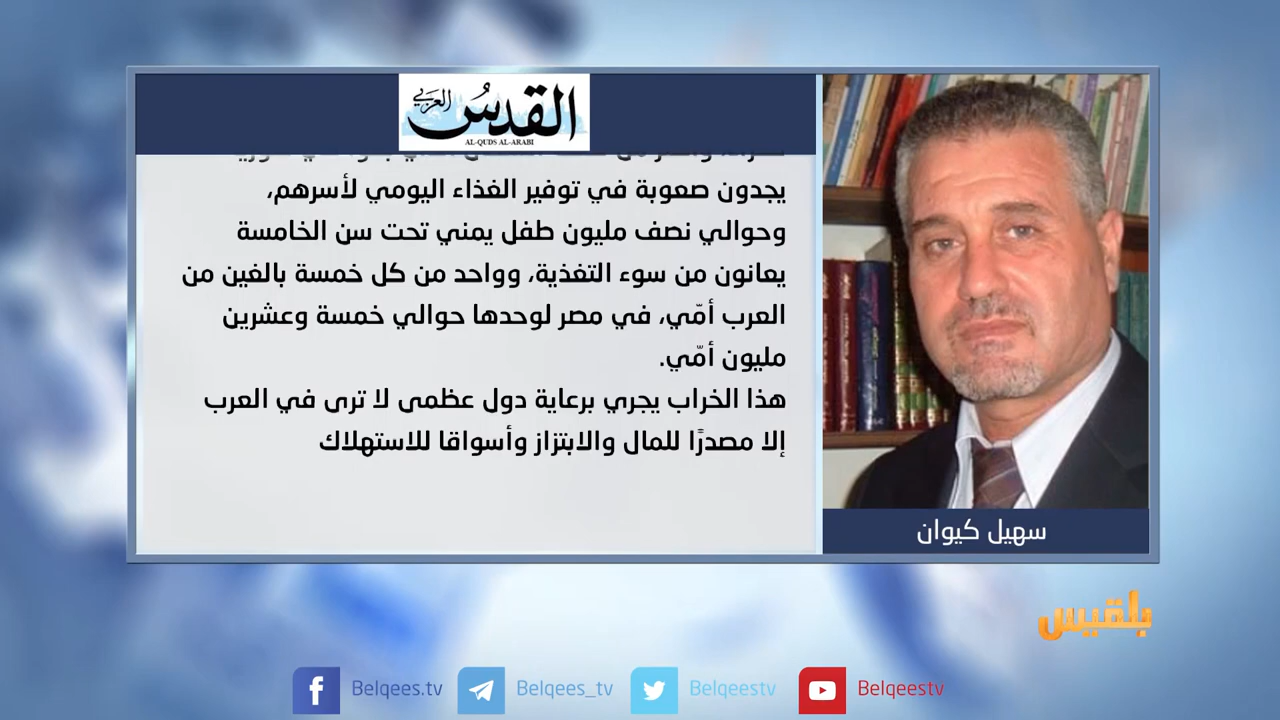 القدس العربي
AL-QUDS AL-ARABI
يجدون صعوبة في توفير الغذاء اليومي لأسرهم،
وحوالي نصف مليون طفل يمني تحت سن الخامسة
يعانون من سوء التغذية، وواحد من كل خمسة بالغين من
العرب أمّي، في مصر لوحدها حوالي خمسة وعشرين
مليون أمّي.
هذا الخراب يجري برعاية دول عظمى لا ترى في العرب
إلا مصدرًا للمال والابتزاز وأسواقا للاستهلاك
سهيل كيوان
بلقيس
Belqees.tv
Belqees_tv
Belqeestv
Belqeestv